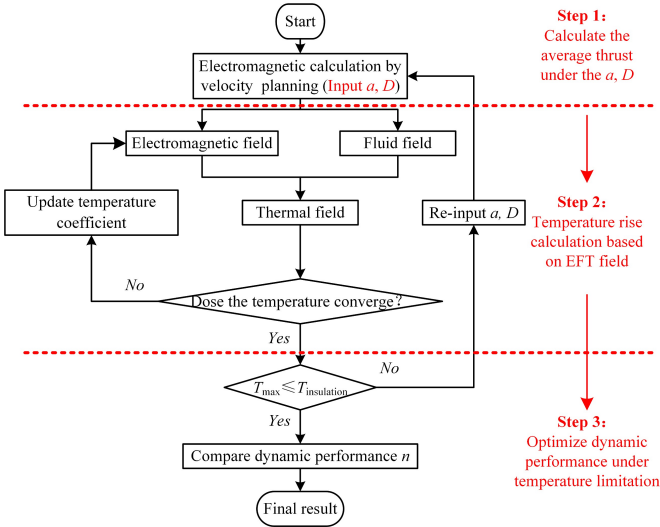 Start
Step 1:
Calculate the
average thrust
under the a, D
Electromagnetic calculation by
velocity planning (Input a, D)
Electromagnetic field
Fluid field
Update temperature
coefficient
Thermal field
Re-input a, D
Step 2:
Temperature rise
calculation based
on EFT field
No
Dose the temperature converge?
Yes
No
Tmax≤Tinsulation
Yes
Step 3:
Optimize dynamic
performance under
temperature limitation
Compare dynamic performance n
Final result